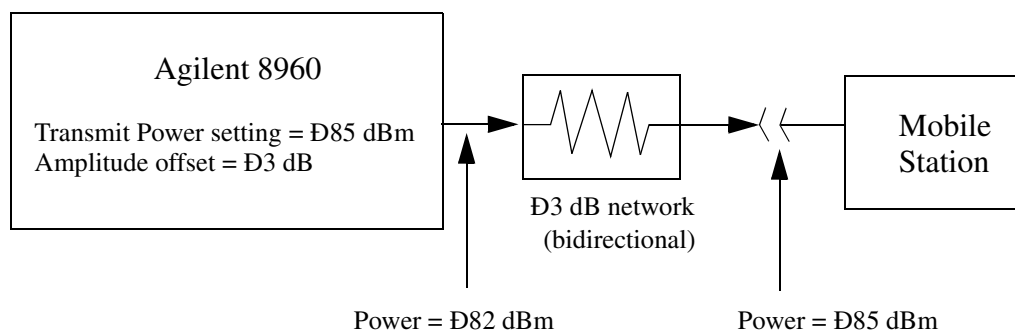 Agilent 8960
Transmit Power setting = Ð85 dBm
Amplitude offset = Ð3 dB
Mobile
Station
Ð3 dB network
(bidirectional)
Power = Ð82 dBm
Power = Ð85 dBm